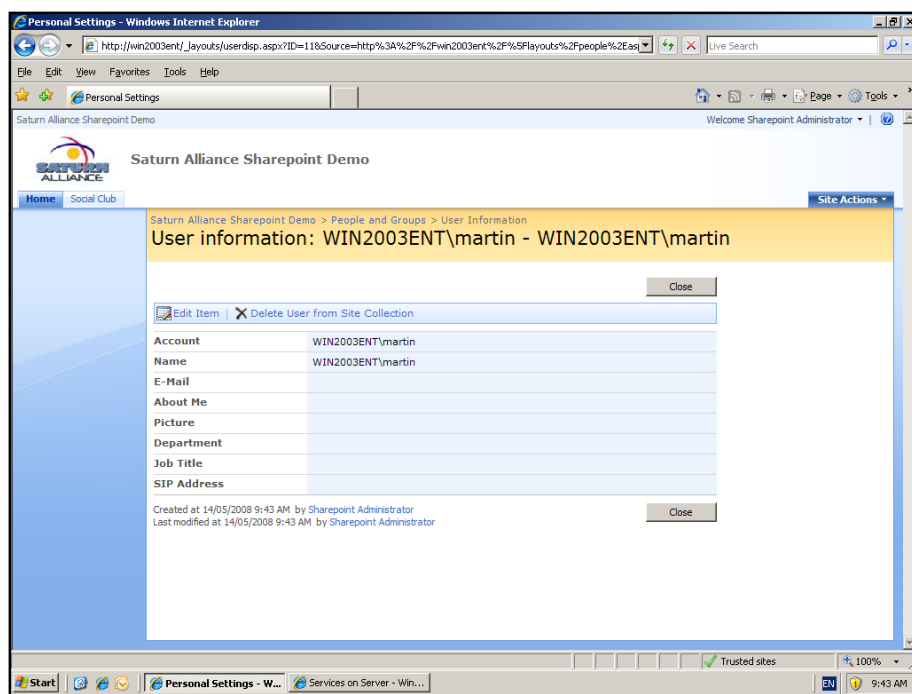 Personal Settings - Windows Internet Explorer
http://win2003ent/_layouts/userdisp.aspx?ID=11&Source=http%3A%2F%2Fwin2003ent%2F%5Flayouts%2Fpeople%2Eas
Live Search
File Edit View Favorites Tools Help
Personal Settings
Page Tools
Saturn Alliance Sharepoint Demo
Welcome Sharepoint Administrator
SATURN
ALLIANCE
Saturn Alliance Sharepoint Demo
Home Social Club
Site Actions
Saturn Alliance Sharepoint Demo > People and Groups > User Information
User information: WIN2003ENT\martin - WIN2003ENT\martin
Close
Edit Item | Delete User from Site Collection
Account WIN2003ENT\martin
Name WIN2003ENT\martin
E-Mail
About Me
Picture
Department
Job Title
SIP Address
Created at 14/05/2008 9:43 AM by Sharepoint Administrator
Last modified at 14/05/2008 9:43 AM by Sharepoint Administrator
Close
Trusted sites
100%
Start
Personal Settings - W...
Services on Server - Win...
EN
9:43 AM